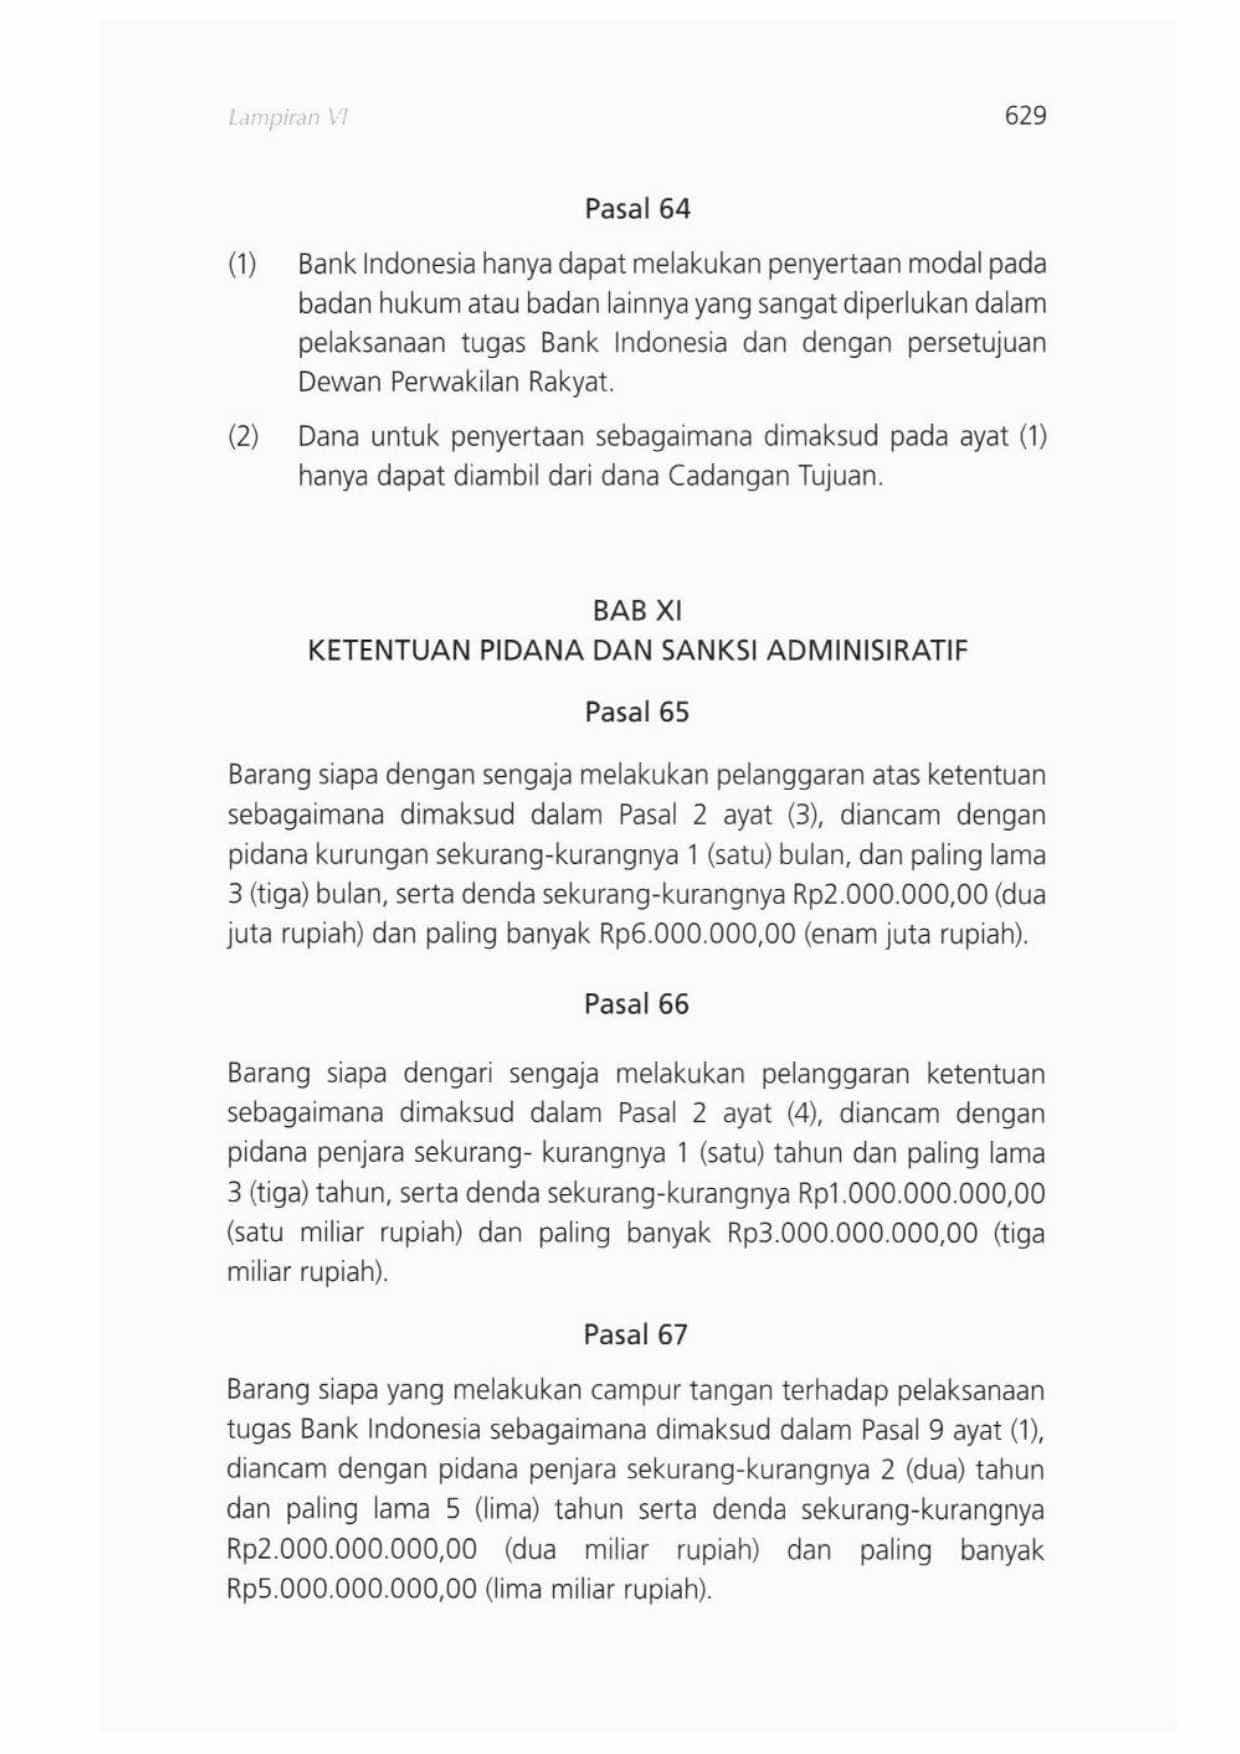 Lampiran VI
629
Pasal 64
(1) Bank Indonesia hanya dapat melakukan penyertaan modal pada
badan hukum atau badan lainnya yang sangat diperlukan dalam
pelaksanaan tugas Bank Indonesia dan dengan persetujuan
Dewan Perwakilan Rakyat.
(2) Dana untuk penyertaan sebagaimana dimaksud pada ayat (1)
hanya dapat diambil dari dana Cadangan Tujuan.
BAB XI
KETENTUAN PIDANA DAN SANKSI ADMINISIRATIF
Pasal 65
Barang siapa dengan sengaja melakukan pelanggaran atas ketentuan
sebagaimana dimaksud dalam Pasal 2 ayat (3), diancam dengan
pidana kurungan sekurang-kurangnya 1 (satu) bulan, dan paling lama
3 (tiga) bulan, serta denda sekurang-kurangnya Rp2.000.000,00 (dua
juta rupiah) dan paling banyak Rp6.000.000,00 (enam juta rupiah).
Pasal 66
Barang siapa dengari sengaja melakukan pelanggaran ketentuan
sebagaimana dimaksud dalam Pasal 2 ayat (4), diancam dengan
pidana penjara sekurang- kurangnya 1 (satu) tahun dan paling lama
3 (tiga) tahun, serta denda sekurang-kurangnya Rp1.000.000.000,00
(satu miliar rupiah) dan paling banyak Rp3.000.000.000,00 (tiga
miliar rupiah).
Pasal 67
Barang siapa yang melakukan campur tangan terhadap pelaksanaan
tugas Bank Indonesia sebagaimana dimaksud dalam Pasal 9 ayat (1),
diancam dengan pidana penjara sekurang-kurangnya 2 (dua) tahun
dan paling lama 5 (lima) tahun serta denda sekurang-kurangnya
Rp2.000.000.000,00 (dua miliar rupiah) dan paling banyak
Rp5.000.000.000,00 (lima miliar rupiah).